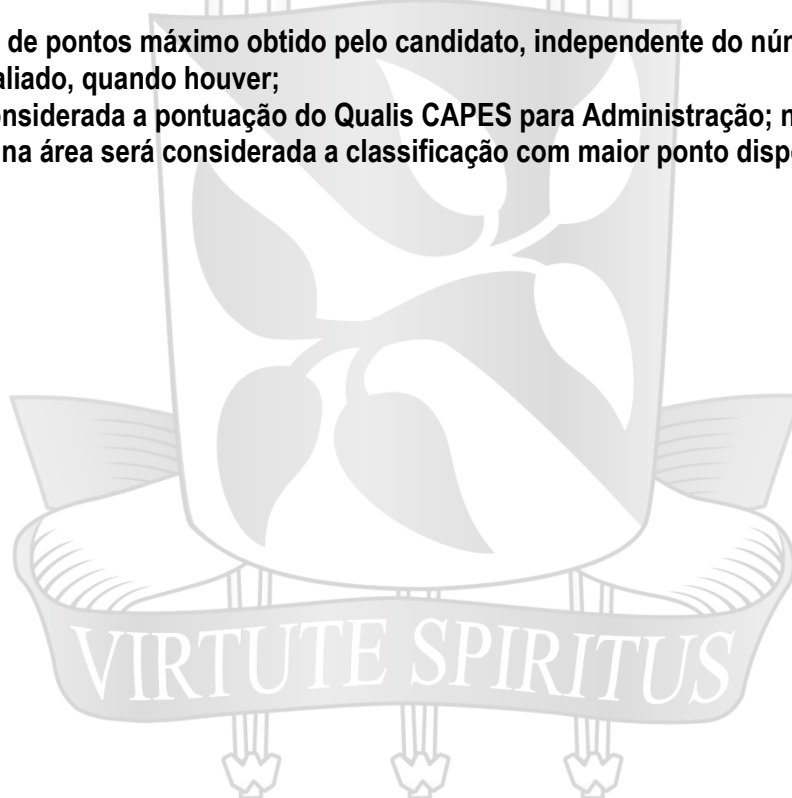 de pontos máximo obtido pelo candidato, independente do nú
aliado, quando houver;
onsiderada a pontuação do Qualis CAPES para Administração; n
na área será considerada a classificação com maior ponto disp
VIRTUTE SPIRITUS